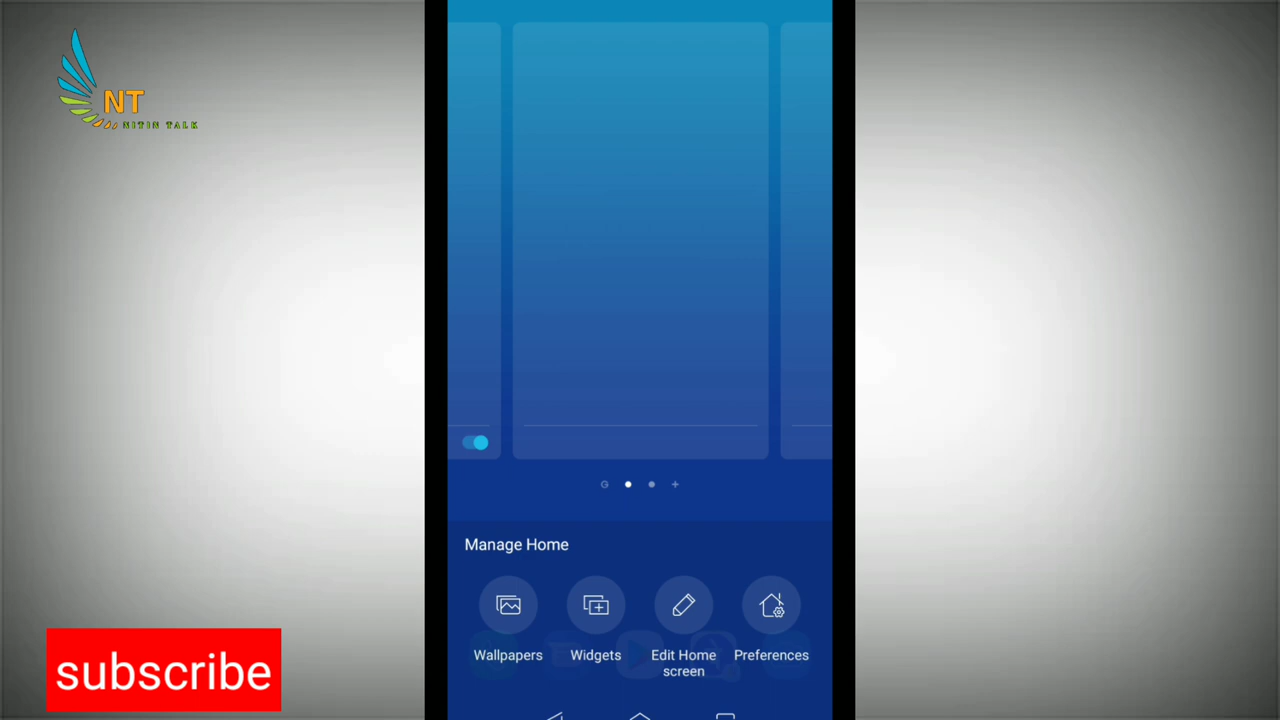 NT
NITIN TALK
G
Manage Home
Wallpapers
Widgets
Edit Home
screen
Preferences
subscribe